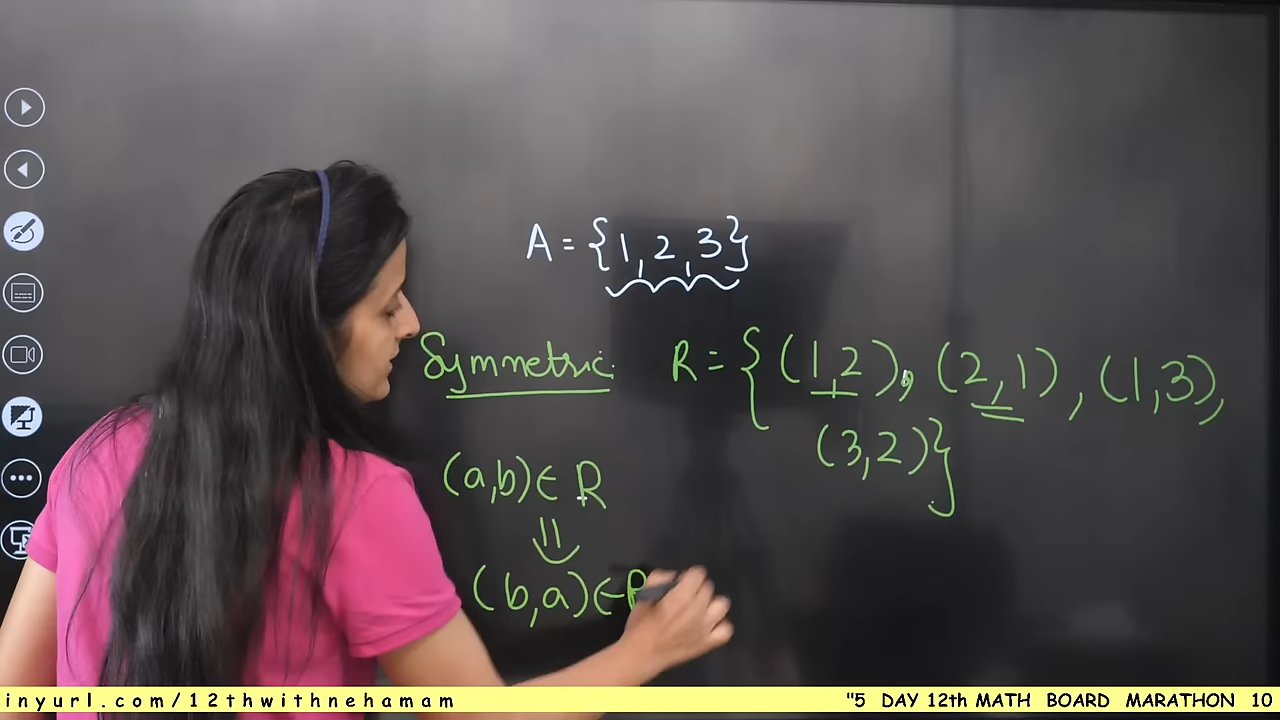 A = {1, 2, 3}
Symmetric. R = {(1,2), (2,1), (1,3),
(3,2)}
(a,b) ∈ R
⇓
(b,a) ∈ R
inyurl.com/12thwithnehamam "5 DAY 12th MATH BOARD MARATHON 10